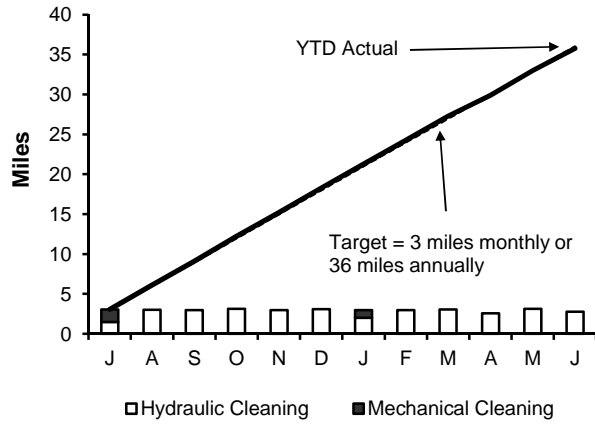 40
35
30
25
20
15
10
5
0
Miles
YTD Actual
Target = 3 miles monthly or
36 miles annually
J A S O N D J F M A M J
Hydraulic Cleaning Mechanical Cleaning